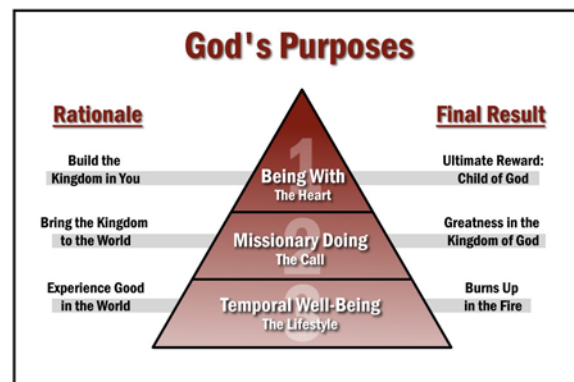 God's Purposes
Rationale
Final Result
1
Build the
Kingdom in You
Being With
The Heart
Ultimate Reward:
Child of God
2
Bring the Kingdom
to the World
Missionary Doing
The Call
Greatness in the
Kingdom of God
3
Experience Good
in the World
Temporal Well-Being
The Lifestyle
Burns Up
in the Fire